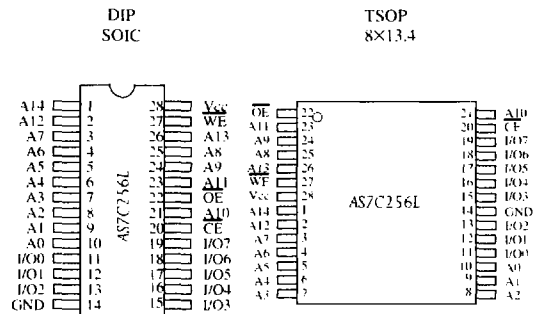 DIP
SOIC
A14 1 28 Vcc
A12 2 27 WE
A7 3 26 A13
A6 4 25 A8
A5 5 24 A9
A4 6 23 A11
A3 7 22 OE
A2 8 21 A10
A1 9 20 CE
A0 10 19 I/O7
I/O0 11 18 I/O6
I/O1 12 17 I/O5
I/O2 13 16 I/O4
GND 14 15 I/O3
AS7C256L
TSOP
8×13.4
OE 22 21 A10
A11 23 20 CE
A9 24 19 I/O7
A8 25 18 I/O6
A13 26 17 I/O5
WE 27 16 I/O4
Vcc 28 15 I/O3
A14 1 14 GND
A12 2 13 I/O2
A7 3 12 I/O1
A6 4 11 I/O0
A5 5 10 A0
A4 6 9 A1
A3 7 8 A2
AS7C256L